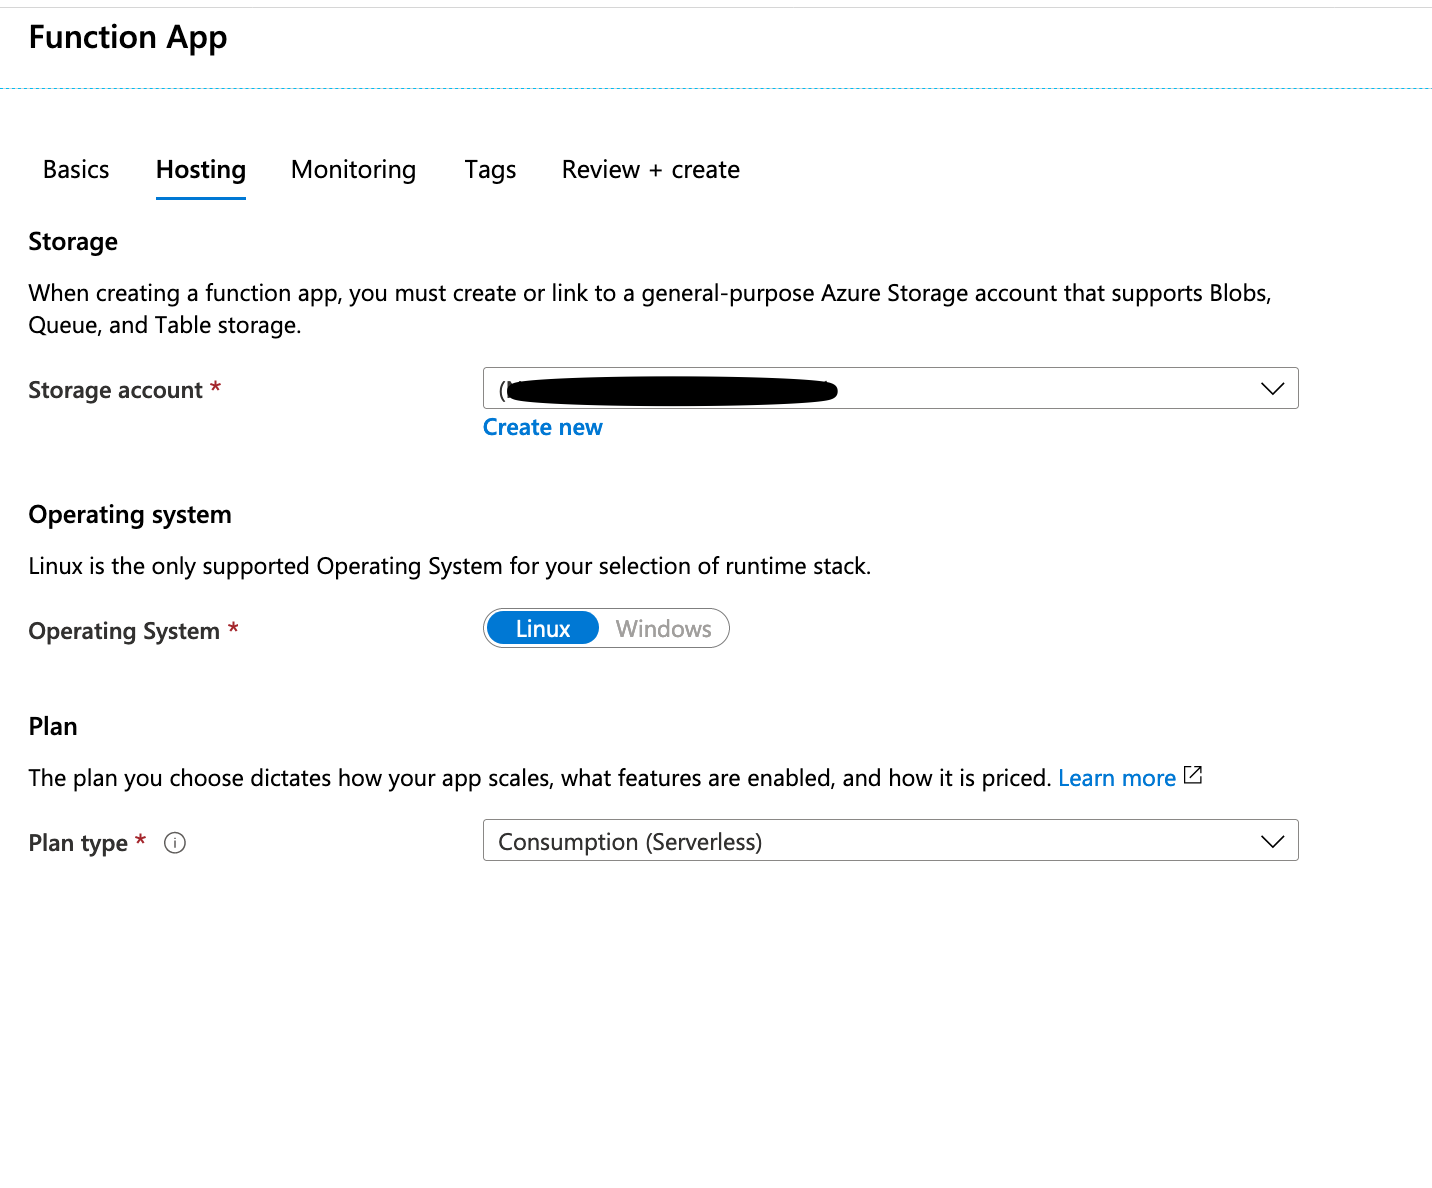 Function App
Basics Hosting Monitoring Tags Review + create
Storage
When creating a function app, you must create or link to a general-purpose Azure Storage account that supports Blobs,
Queue, and Table storage.
Storage account *
Create new
Operating system
Linux is the only supported Operating System for your selection of runtime stack.
Operating System * Linux Windows
Plan
The plan you choose dictates how your app scales, what features are enabled, and how it is priced. Learn more
Plan type * Consumption (Serverless)